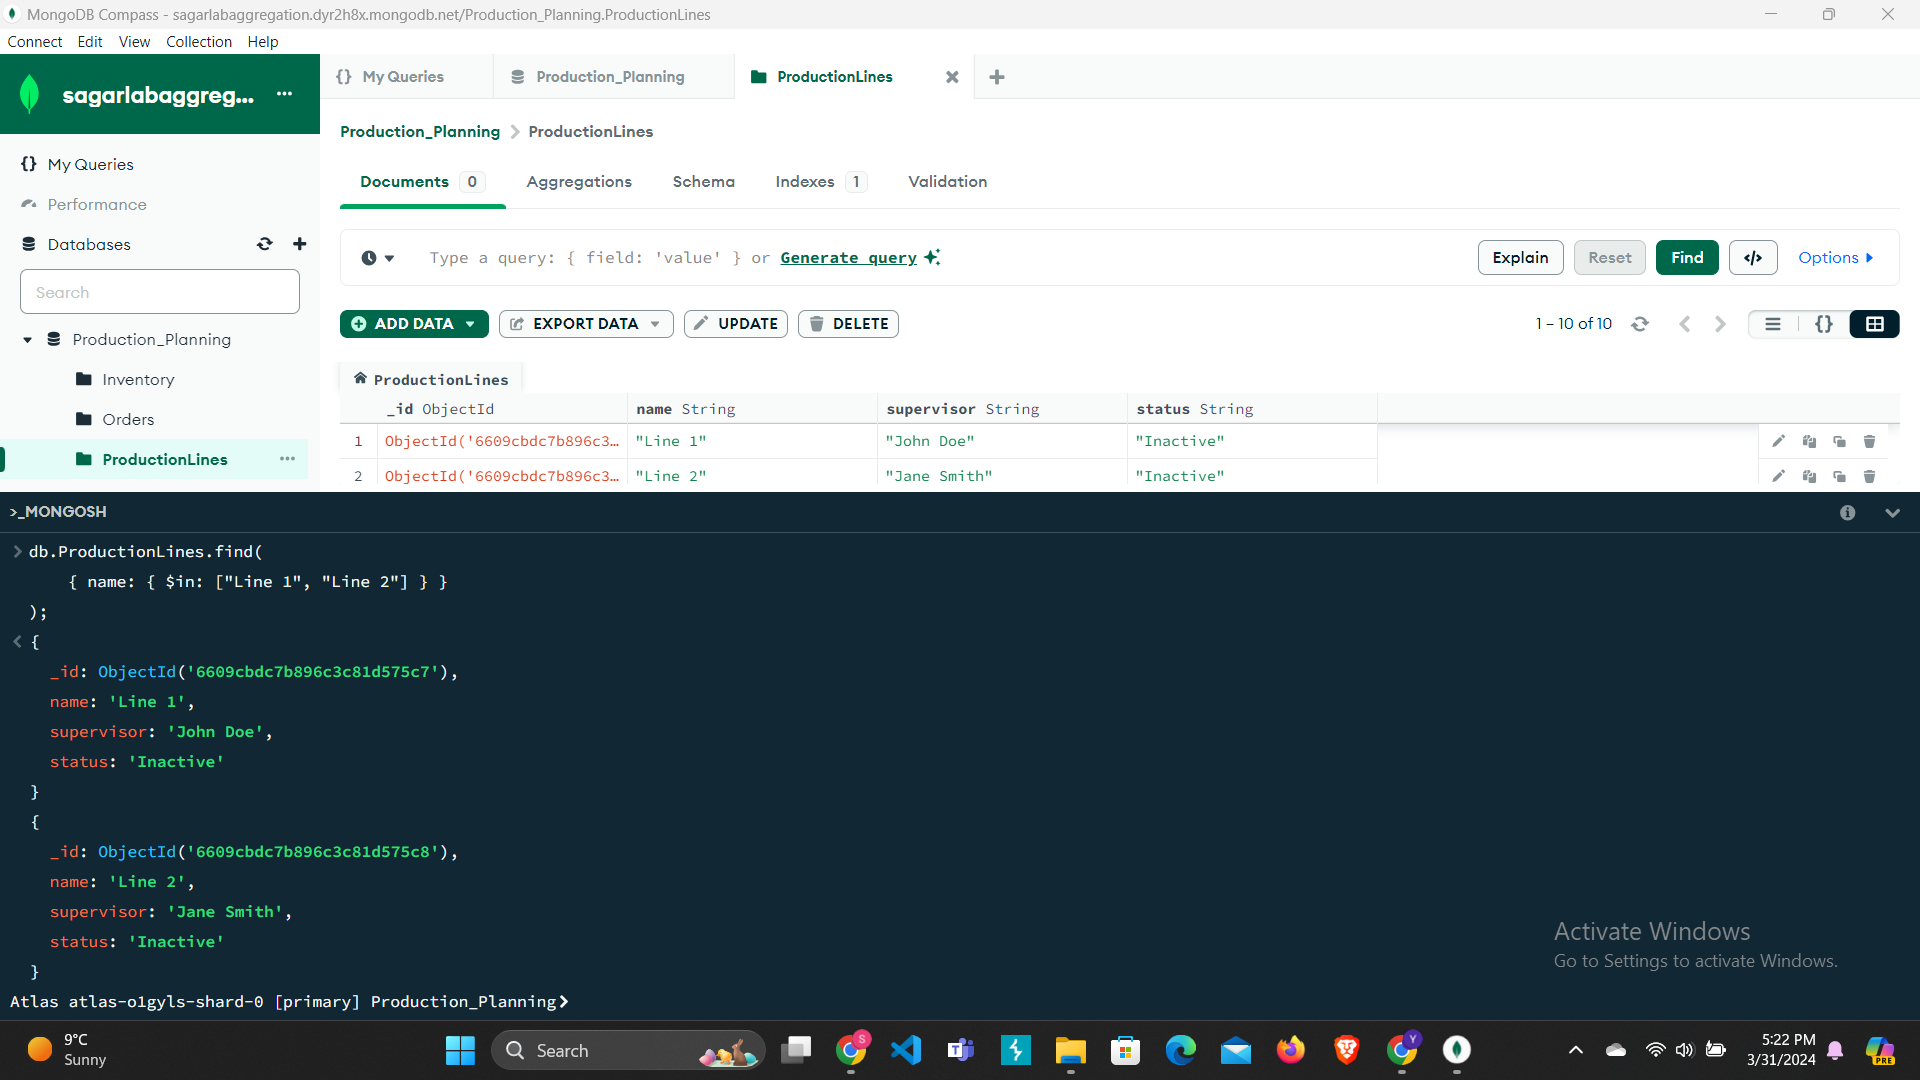 MongoDB Compass - sagarlabaggregation.dyr2h8x.mongodb.net/Production_Planning.ProductionLines
Connect Edit View Collection Help
sagarlabaggreg... ...
My Queries
Performance
Databases
Search
Production_Planning
Inventory
Orders
ProductionLines ...
{} My Queries Production_Planning ProductionLines
Production_Planning > ProductionLines
Documents 0 Aggregations Schema Indexes 1 Validation
Type a query: { field: 'value' } or Generate query Explain Reset Find </> Options
ADD DATA EXPORT DATA UPDATE DELETE 1 – 10 of 10 {}
ProductionLines
_id ObjectId name String supervisor String status String
1 ObjectId('6609cbdc7b896c3... "Line 1" "John Doe" "Inactive"
2 ObjectId('6609cbdc7b896c3... "Line 2" "Jane Smith" "Inactive"
>_MONGOSH
> db.ProductionLines.find(
{ name: { $in: ["Line 1", "Line 2"] } }
);
< {
_id: ObjectId('6609cbdc7b896c3c81d575c7'),
name: 'Line 1',
supervisor: 'John Doe',
status: 'Inactive'
}
{
_id: ObjectId('6609cbdc7b896c3c81d575c8'),
name: 'Line 2',
supervisor: 'Jane Smith',
status: 'Inactive'
}
Atlas atlas-o1gyls-shard-0 [primary] Production_Planning>
Activate Windows
Go to Settings to activate Windows.
9°C
Sunny
Search
S
Y
5:22 PM
3/31/2024
PRE